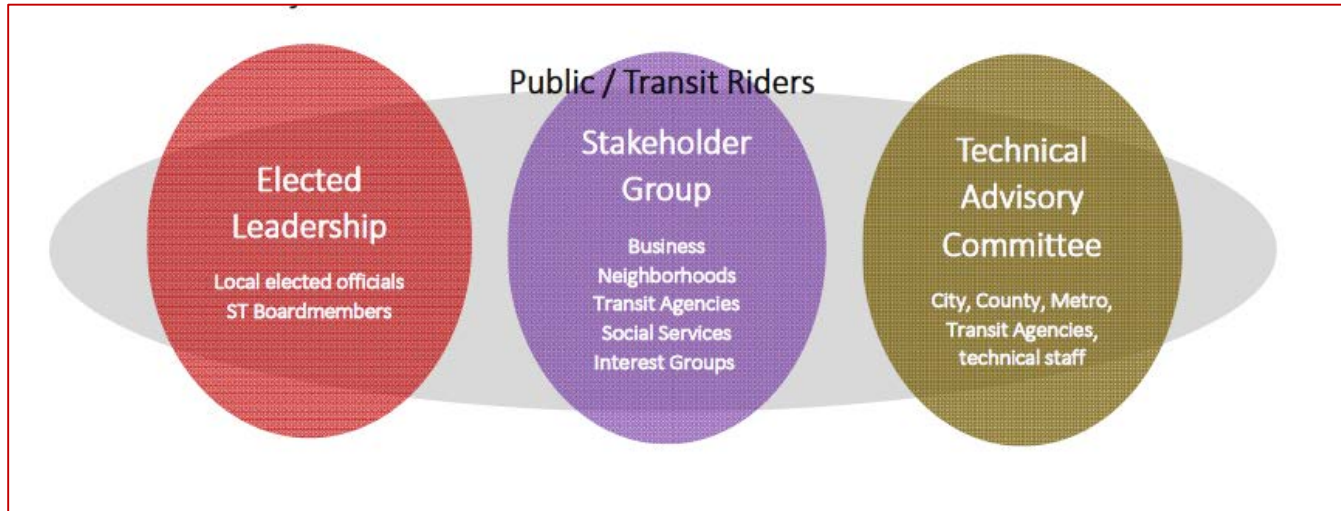 Public / Transit Riders
Elected
Leadership
Local elected officials
ST Boardmembers
Stakeholder
Group
Business
Neighborhoods
Transit Agencies
Social Services
Interest Groups
Technical
Advisory
Committee
City, County, Metro,
Transit Agencies,
technical staff